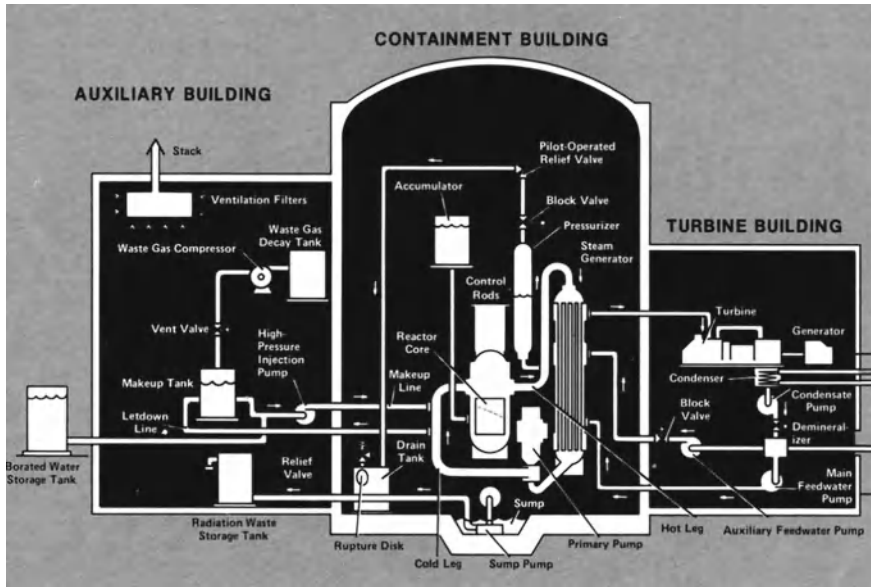 CONTAINMENT BUILDING
AUXILIARY BUILDING
Stack
Ventilation Filters
Waste Gas
Decay Tank
Waste Gas Compressor
Vent Valve
High-
Pressure
Injection
Pump
Makeup Tank
Letdown
Line
Borated Water
Storage Tank
Radiation Waste
Storage Tank
Relief
Valve
Pilot-Operated
Relief Valve
Accumulator
Block Valve
Pressurizer
Steam
Generator
Control
Rods
Reactor
Core
Makeup
Line
Drain
Tank
Rupture Disk
Cold Leg
Sump Pump
Sump
Primary Pump
Hot Leg
TURBINE BUILDING
Turbine
Generator
Condenser
Condensate
Pump
Block
Valve
Demineral-
izer
Main
Feedwater
Pump
Auxiliary Feedwater Pump